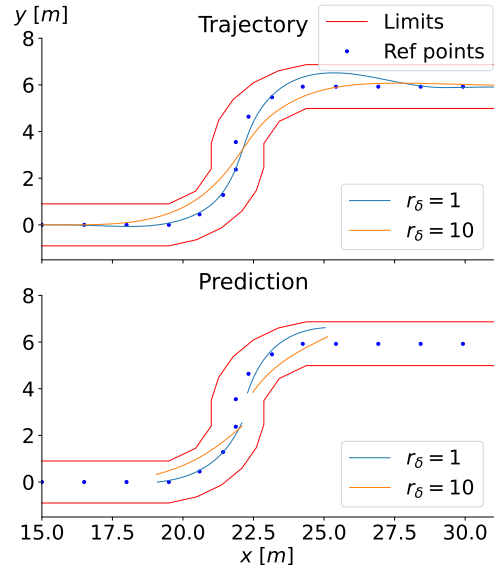 y [m]
Trajectory
Limits
Ref points
8
6
4
2
0
r_δ = 1
r_δ = 10
Prediction
8
6
4
2
0
r_δ = 1
r_δ = 10
15.0 17.5 20.0 22.5 25.0 27.5 30.0
x [m]